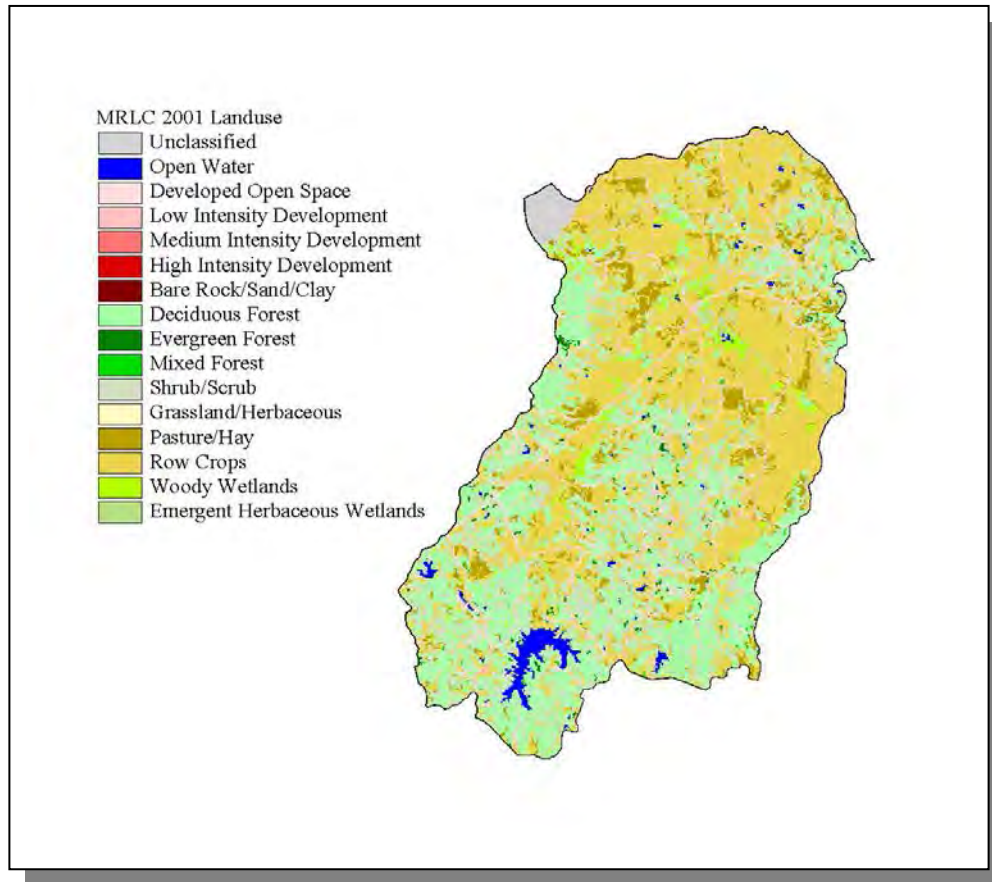 MRLC 2001 Landuse
Unclassified
Open Water
Developed Open Space
Low Intensity Development
Medium Intensity Development
High Intensity Development
Bare Rock/Sand/Clay
Deciduous Forest
Evergreen Forest
Mixed Forest
Shrub/Scrub
Grassland/Herbaceous
Pasture/Hay
Row Crops
Woody Wetlands
Emergent Herbaceous Wetlands